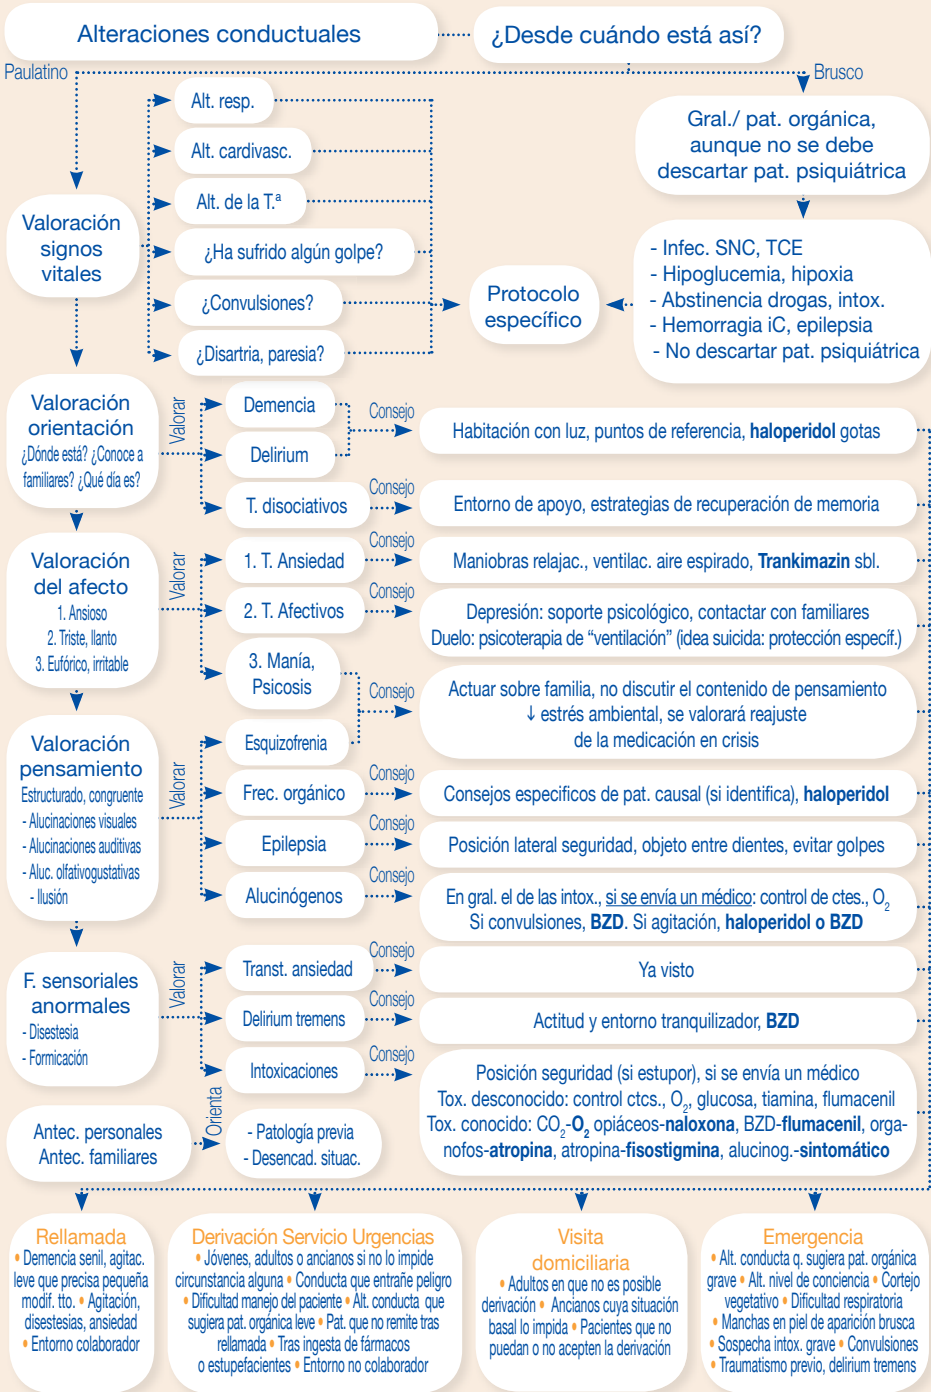 Alteraciones conductuales
¿Desde cuándo está así?
Paulatino
Brusco
Alt. resp.
Alt. cardivasc.
Alt. de la T.ª
¿Ha sufrido algún golpe?
¿Convulsiones?
¿Disartria, paresia?
Valoración
signos
vitales
Gral./ pat. orgánica,
aunque no se debe
descartar pat. psiquiátrica
- Infec. SNC, TCE
- Hipoglucemia, hipoxia
- Abstinencia drogas, intox.
- Hemorragia iC, epilepsia
- No descartar pat. psiquiátrica
Protocolo
específico
Valoración
orientación
¿Dónde está? ¿Conoce a
familiares? ¿Qué día es?
Valorar
Demencia
Delirium
T. disociativos
Consejo
Habitación con luz, puntos de referencia, haloperidol gotas
Consejo
Entorno de apoyo, estrategias de recuperación de memoria
Valoración
del afecto
1. Ansioso
2. Triste, llanto
3. Eufórico, irritable
Valorar
1. T. Ansiedad
2. T. Afectivos
3. Manía,
Psicosis
Consejo
Maniobras relajac., ventilac. aire espirado, Trankimazin sbl.
Consejo
Depresión: soporte psicológico, contactar con familiares
Duelo: psicoterapia de “ventilación” (idea suicida: protección específ.)
Consejo
Actuar sobre familia, no discutir el contenido de pensamiento
↓ estrés ambiental, se valorará reajuste
de la medicación en crisis
Valoración
pensamiento
Estructurado, congruente
- Alucinaciones visuales
- Alucinaciones auditivas
- Aluc. olfativogustativas
- Ilusión
Valorar
Esquizofrenia
Frec. orgánico
Epilepsia
Alucinógenos
Consejo
Consejos especificos de pat. causal (si identifica), haloperidol
Consejo
Posición lateral seguridad, objeto entre dientes, evitar golpes
Consejo
En gral. el de las intox., si se envía un médico: control de ctes., O2
Si convulsiones, BZD. Si agitación, haloperidol o BZD
F. sensoriales
anormales
- Disestesia
- Formicación
Valorar
Transt. ansiedad
Delirium tremens
Intoxicaciones
Consejo
Ya visto
Consejo
Actitud y entorno tranquilizador, BZD
Consejo
Posición seguridad (si estupor), si se envía un médico
Tox. desconocido: control ctcs., O2, glucosa, tiamina, flumacenil
Tox. conocido: CO2-O2 opiáceos-naloxona, BZD-flumacenil, orga-
nofos-atropina, atropina-fisostigmina, alucinog.-sintomático
Antec. personales
Antec. familiares
Orienta
- Patología previa
- Desencad. situac.
Rellamada
• Demencia senil, agitac.
leve que precisa pequeña
modif. tto. • Agitación,
disestesias, ansiedad
• Entorno colaborador
Derivación Servicio Urgencias
• Jóvenes, adultos o ancianos si no lo impide
circunstancia alguna • Conducta que entrañe peligro
• Dificultad manejo del paciente • Alt. conducta que
sugiera pat. orgánica leve • Pat. que no remite tras
rellamada • Tras ingesta de fármacos
o estupefacientes • Entorno no colaborador
Visita
domiciliaria
• Adultos en que no es posible
derivación • Ancianos cuya situación
basal lo impida • Pacientes que no
puedan o no acepten la derivación
Emergencia
• Alt. conducta q. sugiera pat. orgánica
grave • Alt. nivel de conciencia • Cortejo
vegetativo • Dificultad respiratoria
• Manchas en piel de aparición brusca
• Sospecha intox. grave • Convulsiones
• Traumatismo previo, delirium tremens